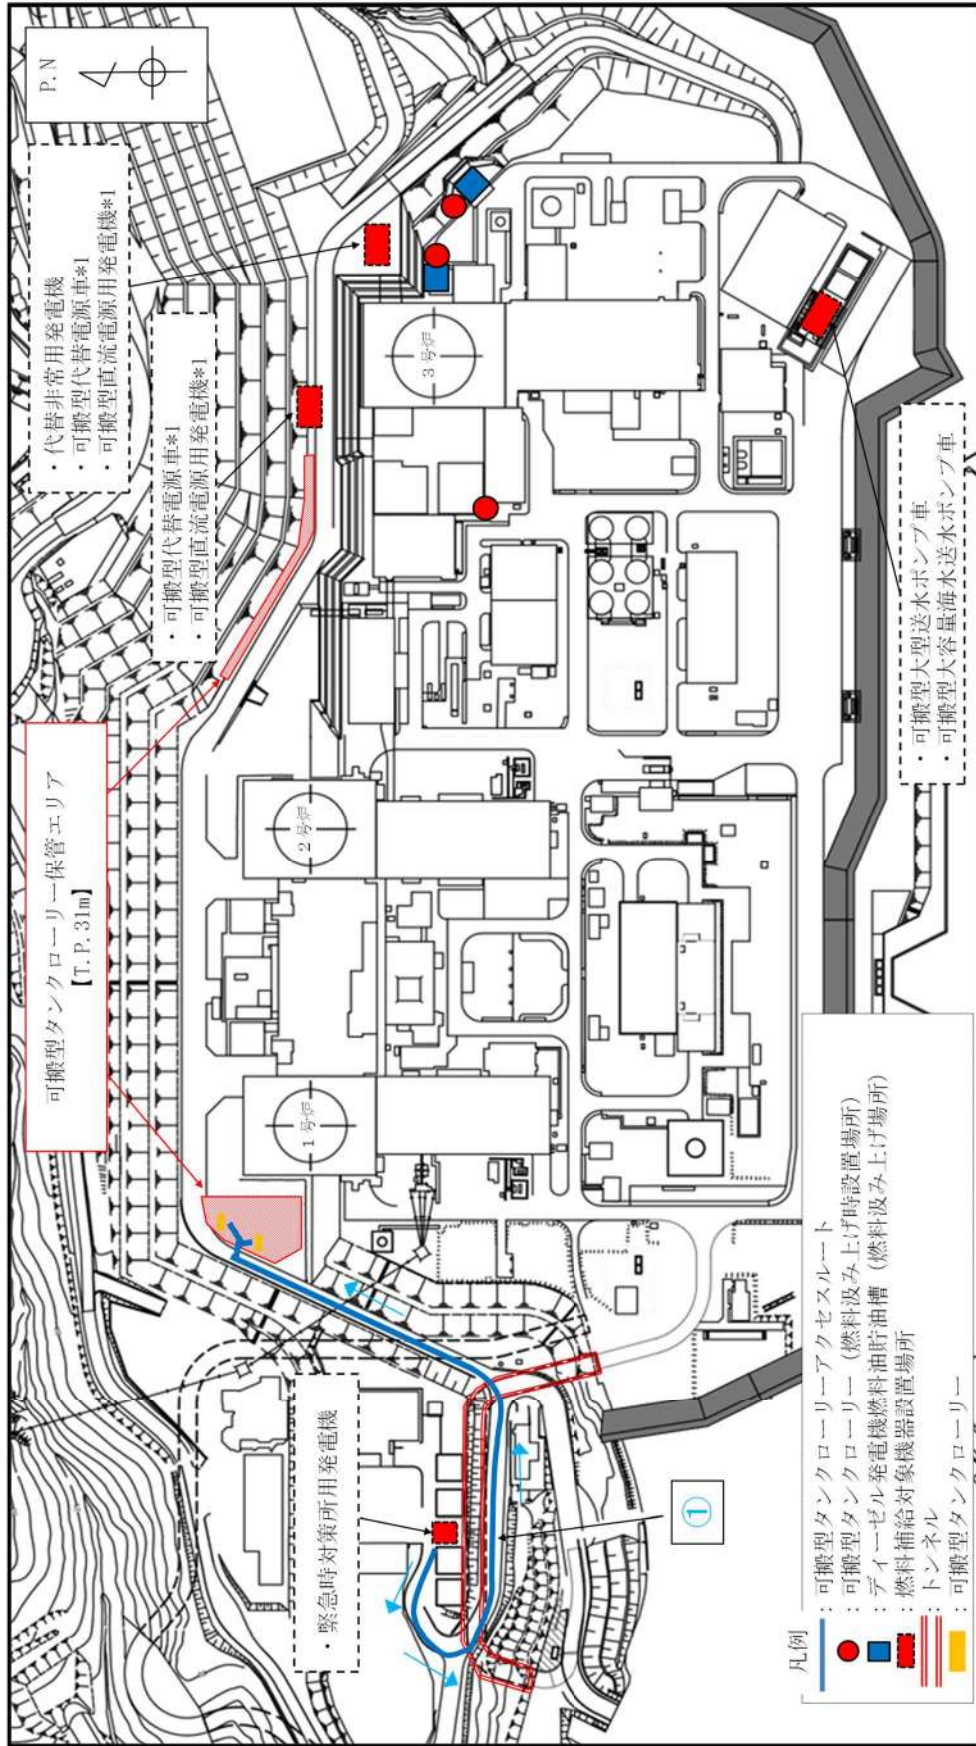 P.N
・代替非常用発電機
・可搬型代替電源車*1
・可搬型直流電源用発電機*1
・可搬型代替電源車*1
・可搬型直流電源用発電機*1
可搬型タンクローリー保管エリア
【T.P.31m】
・緊急時対策所用発電機
①
1号炉
2号炉
3号炉
・可搬型大型送水ポンプ車
・可搬型大容量海水送水ポンプ車
凡例
：可搬型タンクローリーアクセスルート
：可搬型タンクローリー（燃料汲み上げ時設置場所）
：ディーゼル発電機燃料油貯油槽（燃料汲み上げ場所）
：燃料補給対象機器設置場所
：トンネル
：可搬型タンクローリー